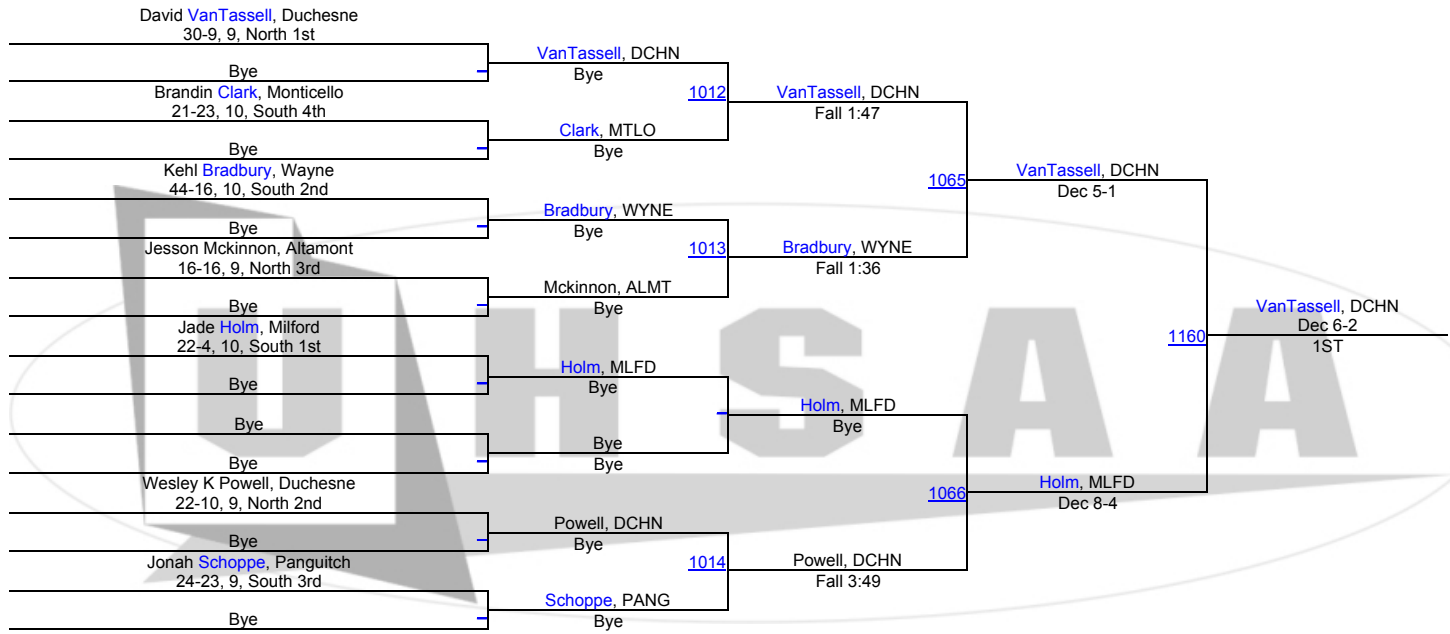 David VanTassell, Duchesne
30-9, 9, North 1st
Bye
Brandin Clark, Monticello
21-23, 10, South 4th
Bye
Kehl Bradbury, Wayne
44-16, 10, South 2nd
Bye
Jesson Mckinnon, Altamont
16-16, 9, North 3rd
Bye
Jade Holm, Milford
22-4, 10, South 1st
Bye
Bye
Bye
Wesley K Powell, Duchesne
22-10, 9, North 2nd
Bye
Jonah Schoppe, Panguitch
24-23, 9, South 3rd
Bye
VanTassell, DCHN
Bye
1012
Clark, MTLO
Bye
Bradbury, WYNE
Bye
1013
Mckinnon, ALMT
Bye
Holm, MLFD
Bye
Bye
Bye
Powell, DCHN
Bye
1014
Schoppe, PANG
Bye
VanTassell, DCHN
Fall 1:47
1065
Bradbury, WYNE
Fall 1:36
Holm, MLFD
Bye
1066
Powell, DCHN
Fall 3:49
VanTassell, DCHN
Dec 5-1
1160
Holm, MLFD
Dec 8-4
VanTassell, DCHN
Dec 6-2
1ST
UHSAA